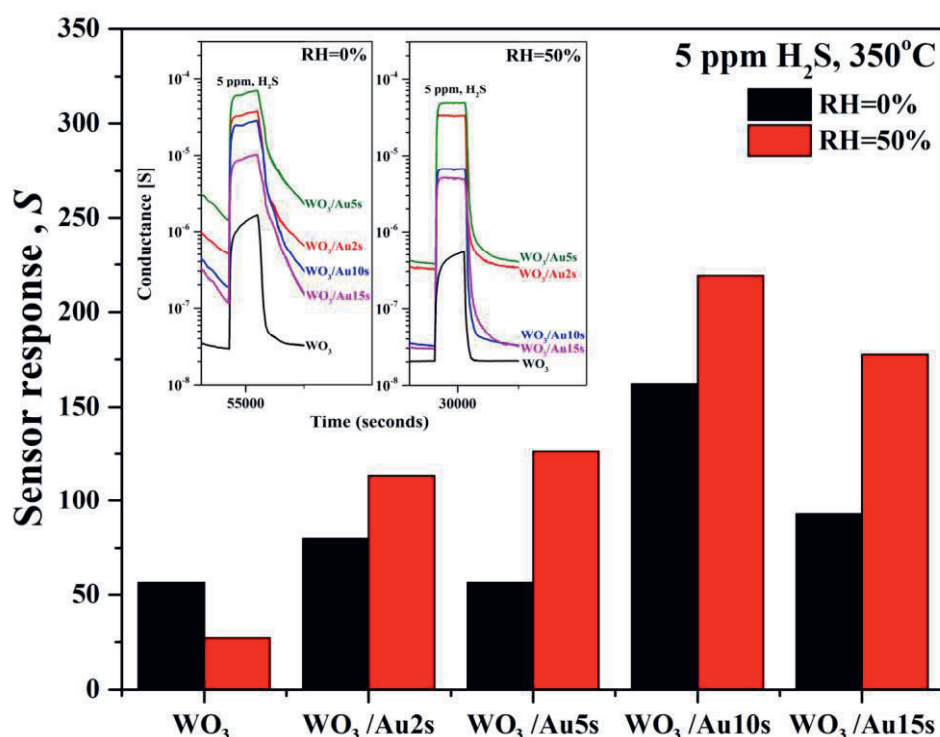 350
300
250
200
150
100
50
0
Sensor response , S
5 ppm H₂S, 350°C
RH=0%
RH=50%
RH=0%
5 ppm, H₂S
10⁻⁴
10⁻⁵
10⁻⁶
10⁻⁷
10⁻⁸
Conductance [S]
WO₃/Au5s
WO₃/Au2s
WO₃/Au10s
WO₃/Au15s
WO₃
55000
RH=50%
5 ppm, H₂S
10⁻⁴
10⁻⁵
10⁻⁶
10⁻⁷
10⁻⁸
WO₃/Au5s
WO₃/Au2s
WO₃/Au10s
WO₃/Au15s
WO₃
30000
Time (seconds)
WO₃ WO₃/Au2s WO₃/Au5s WO₃/Au10s WO₃/Au15s